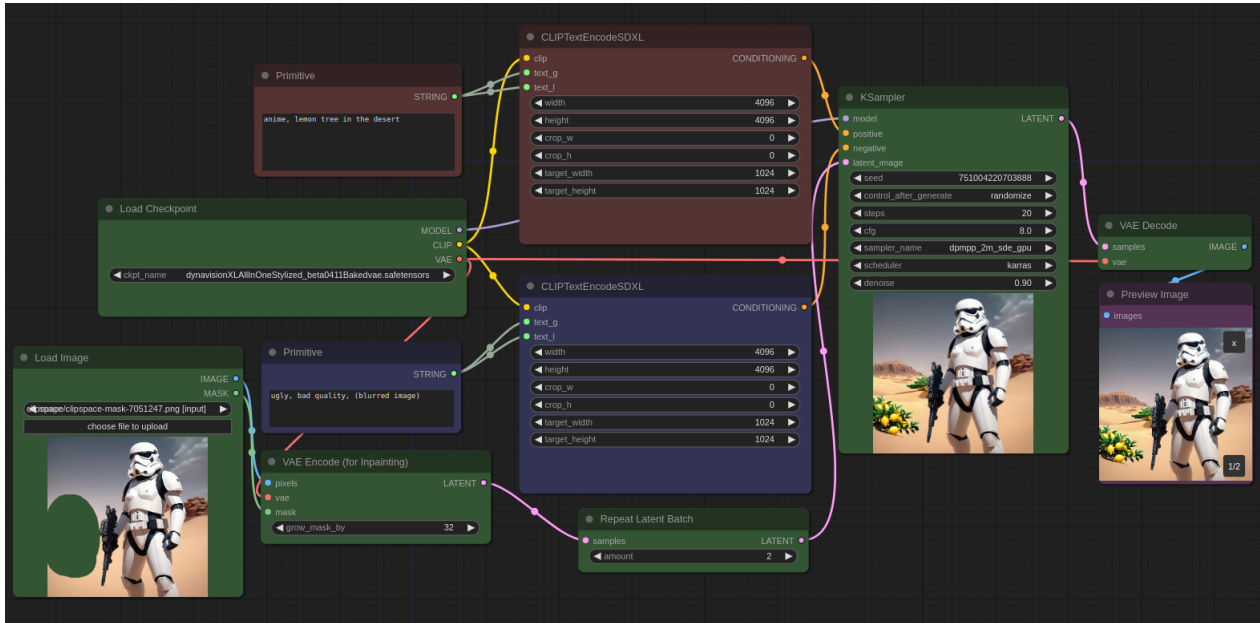 CLIPTextEncodeSDXL
clip
CONDITIONING
text_g
text_l
width 4096
height 4096
crop_w 0
crop_h 0
target_width 1024
target_height 1024
Primitive
STRING
anime, lemon tree in the desert
Load Checkpoint
MODEL
CLIP
VAE
ckpt_name dynavisionXLAllInOneStylized_beta0411Bakedvae.safetensors
CLIPTextEncodeSDXL
clip
CONDITIONING
text_g
text_l
width 4096
height 4096
crop_w 0
crop_h 0
target_width 1024
target_height 1024
Load Image
IMAGE
MASK
clipspace/clipspace-mask-7051247.png [input]
choose file to upload
Primitive
STRING
ugly, bad quality, (blurred image)
VAE Encode (for Inpainting)
pixels
LATENT
vae
mask
grow_mask_by 32
Repeat Latent Batch
samples
LATENT
amount 2
KSampler
model
LATENT
positive
negative
latent_image
seed 751004220703888
control_after_generate randomize
steps 20
cfg 8.0
sampler_name dpmpp_2m_sde_gpu
scheduler karras
denoise 0.90
VAE Decode
samples
IMAGE
vae
Preview Image
images
x
1/2